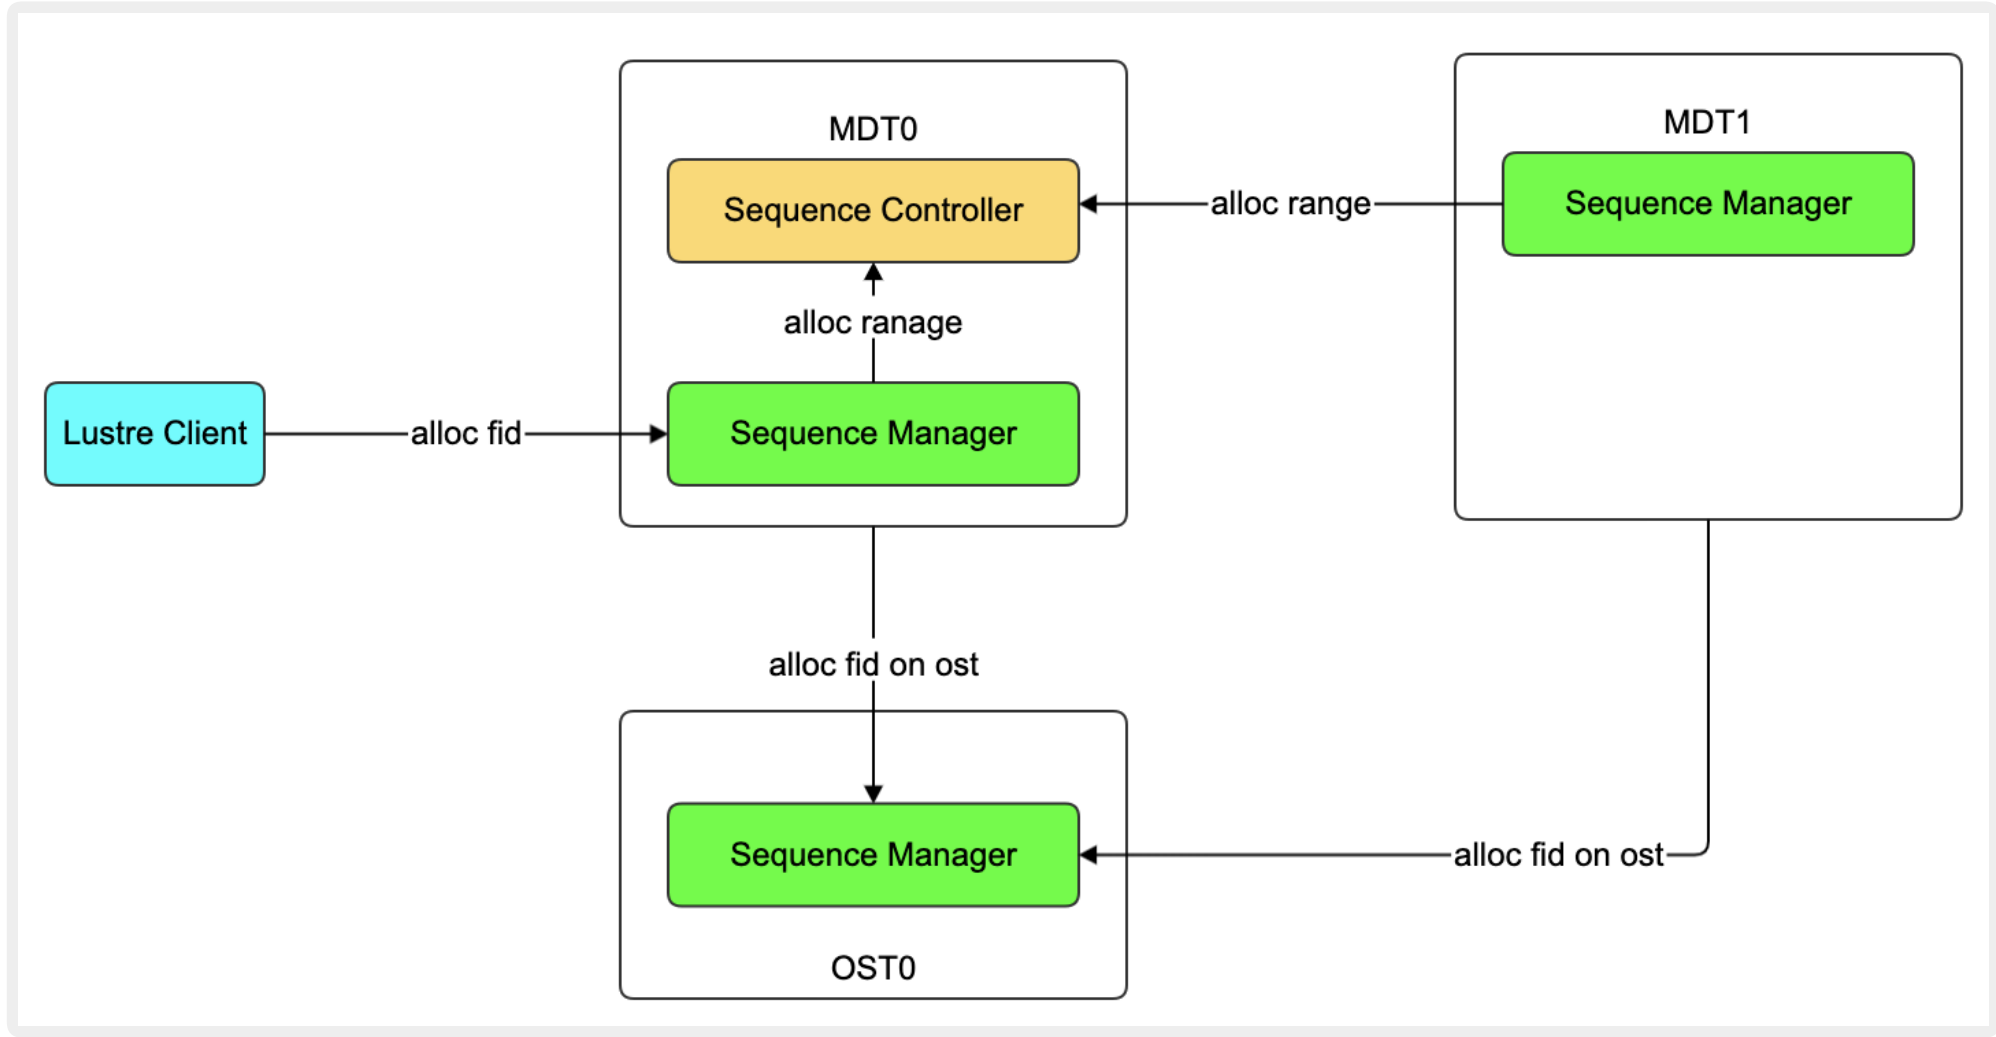 MDT0
MDT1
Sequence Controller
alloc range
Sequence Manager
alloc ranage
Lustre Client
alloc fid
Sequence Manager
alloc fid on ost
Sequence Manager
alloc fid on ost
OST0